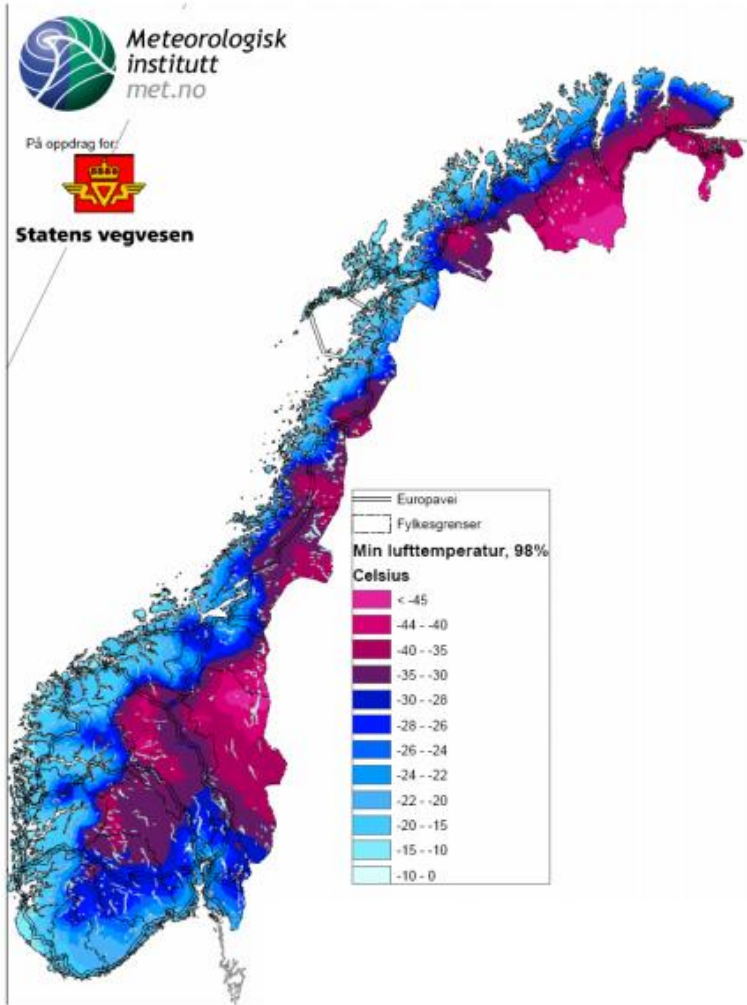 Meteorologisk
institutt
met.no
På oppdrag for:
Statens vegvesen
Europavei
Fylkesgrenser
Min lufttemperatur, 98%
Celsius
< -45
-44 - -40
-40 - -35
-35 - -30
-30 - -28
-28 - -26
-26 - -24
-24 - -22
-22 - -20
-20 - -15
-15 - -10
-10 - 0